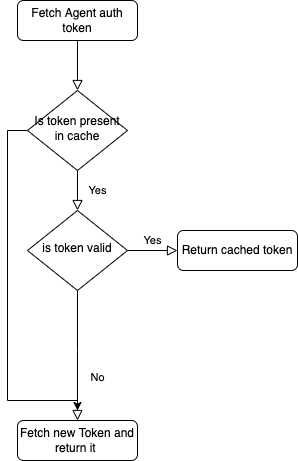 Fetch Agent auth
token
Is token present
in cache
Yes
is token valid
Yes
Return cached token
No
Fetch new Token and
return it